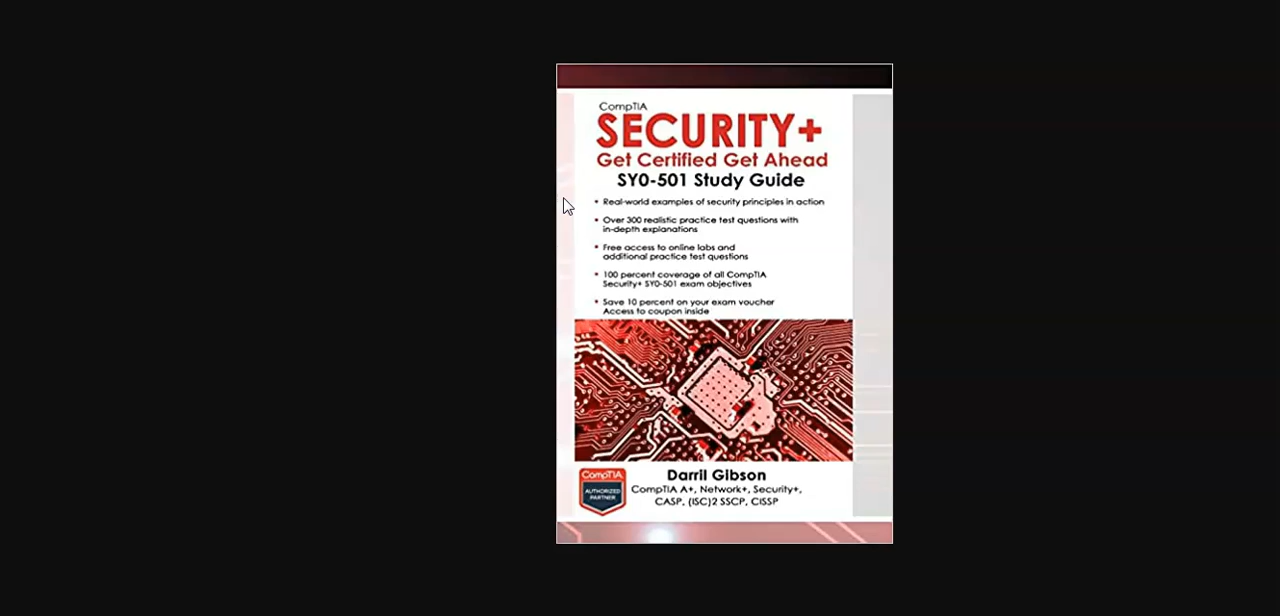 CompTIA
SECURITY+
Get Certified Get Ahead
SY0-501 Study Guide
• Real-world examples of security principles in action
• Over 300 realistic practice test questions with
in-depth explanations
• Free access to online labs and
additional practice test questions
• 100 percent coverage of all CompTIA
Security+ SY0-501 exam objectives
• Save 10 percent on your exam voucher
Access to coupon inside
CompTIA.
AUTHORIZED
PARTNER
Darril Gibson
CompTIA A+, Network+, Security+,
CASP, (ISC)2 SSCP, CISSP